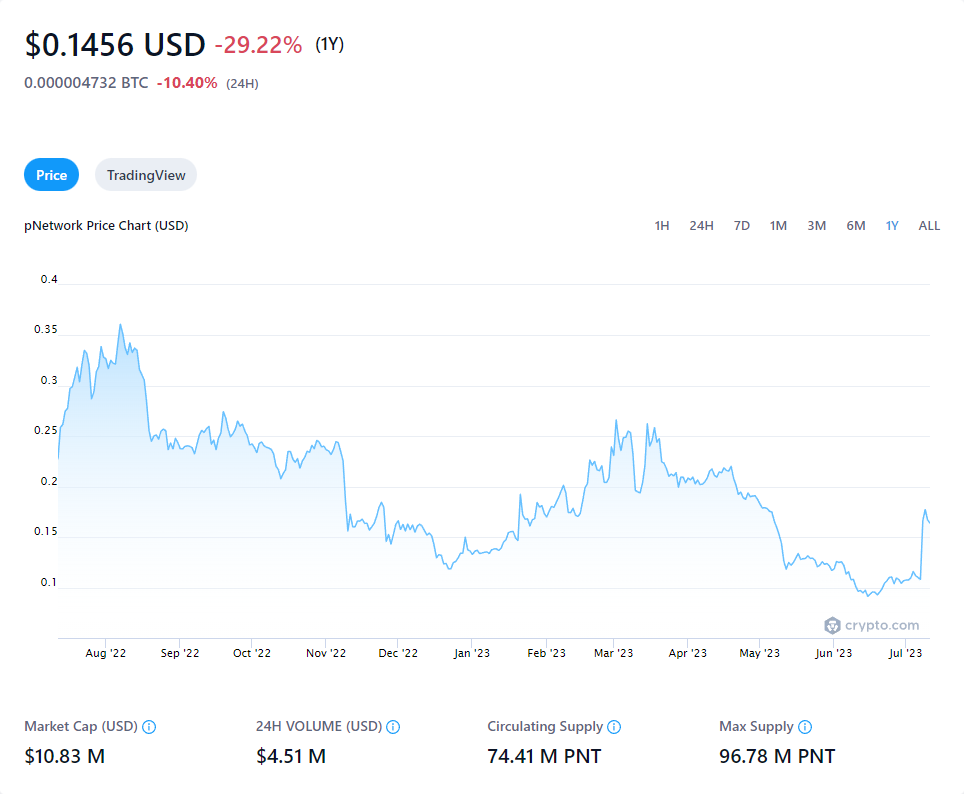 $0.1456 USD -29.22% (1Y)
0.000004732 BTC -10.40% (24H)
Price TradingView
pNetwork Price Chart (USD) 1H 24H 7D 1M 3M 6M 1Y ALL
0.4
0.35
0.3
0.25
0.2
0.15
0.1
crypto.com
Aug '22 Sep '22 Oct '22 Nov '22 Dec '22 Jan '23 Feb '23 Mar '23 Apr '23 May '23 Jun '23 Jul '23
Market Cap (USD) 24H VOLUME (USD) Circulating Supply Max Supply
$10.83 M $4.51 M 74.41 M PNT 96.78 M PNT